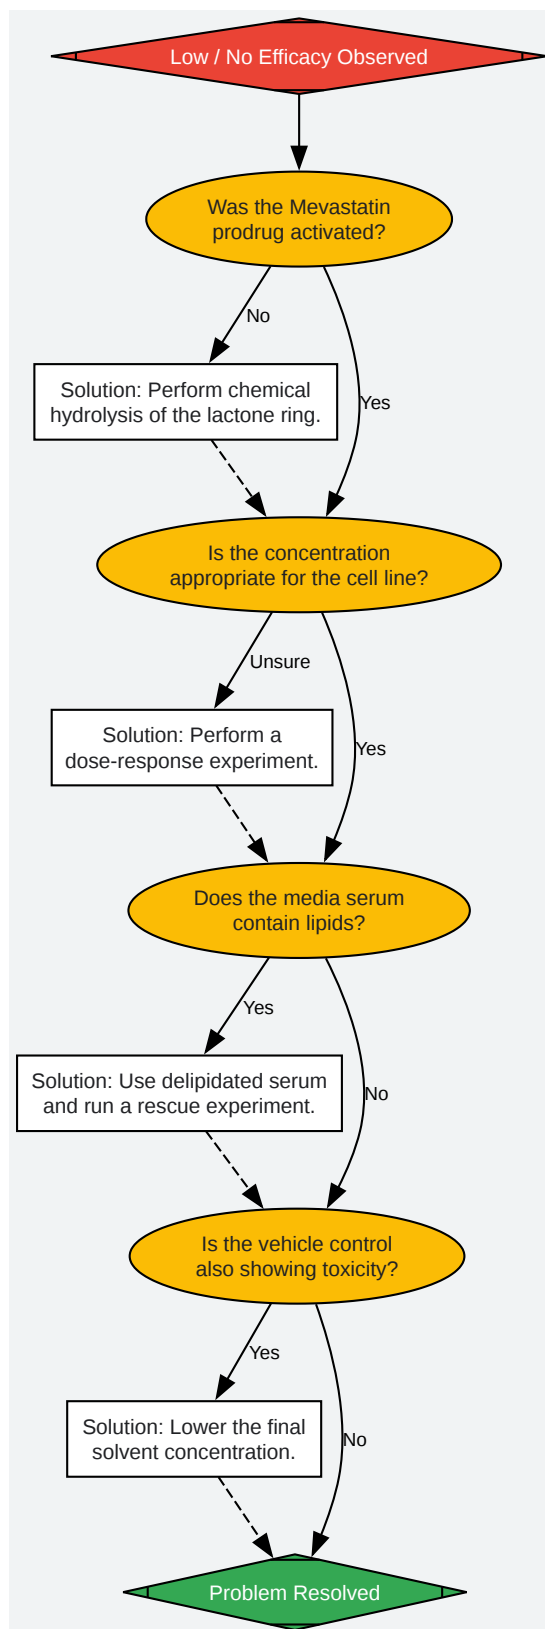 Low / No Efficacy Observed
Was the Mevastatin
prodrug activated?
No
Yes
Solution: Perform chemical
hydrolysis of the lactone ring.
Is the concentration
appropriate for the cell line?
Unsure
Yes
Solution: Perform a
dose-response experiment.
Does the media serum
contain lipids?
Yes
No
Solution: Use delipidated serum
and run a rescue experiment.
Is the vehicle control
also showing toxicity?
Yes
No
Solution: Lower the final
solvent concentration.
Problem Resolved